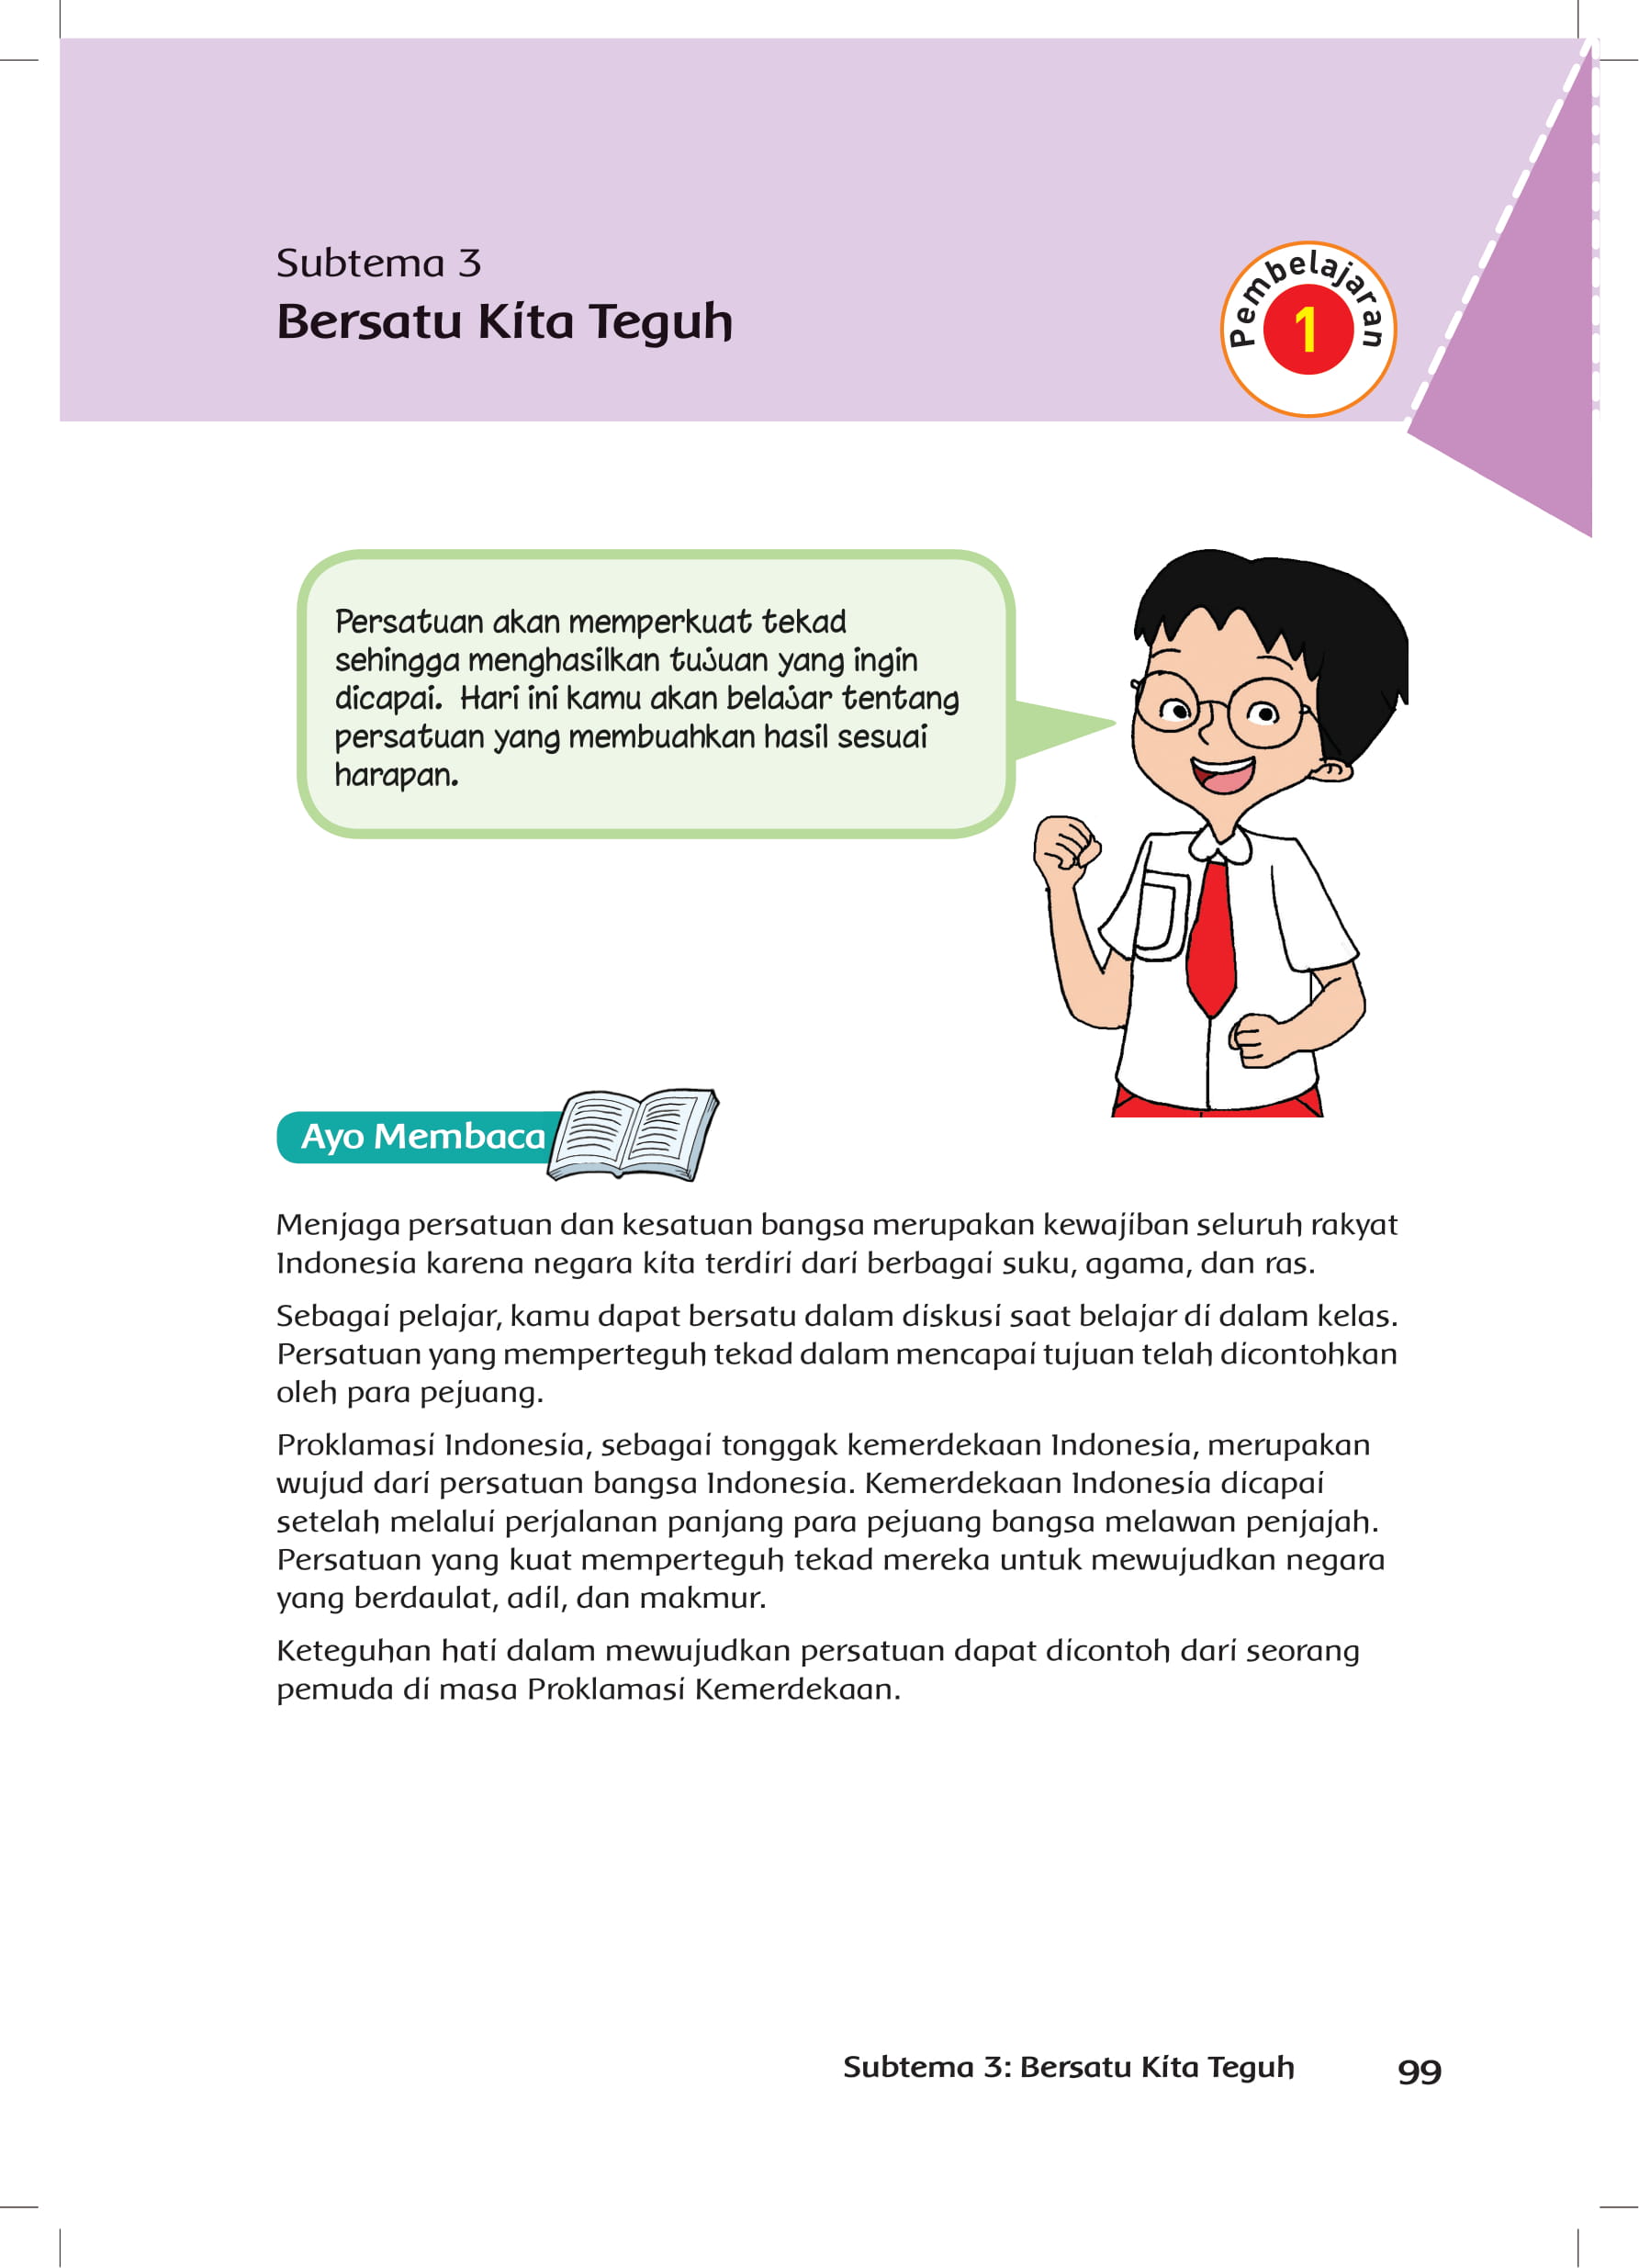 Subtema 3
Bersatu Kita Teguh
Pembelajaran
1
Persatuan akan memperkuat tekad
sehingga menghasilkan tujuan yang ingin
dicapai.  Hari ini kamu akan belajar tentang
persatuan yang membuahkan hasil sesuai
harapan.
Ayo Membaca
Menjaga persatuan dan kesatuan bangsa merupakan kewajiban seluruh rakyat
Indonesia karena negara kita terdiri dari berbagai suku, agama, dan ras.
Sebagai pelajar, kamu dapat bersatu dalam diskusi saat belajar di dalam kelas.
Persatuan yang memperteguh tekad dalam mencapai tujuan telah dicontohkan
oleh para pejuang.
Proklamasi Indonesia, sebagai tonggak kemerdekaan Indonesia, merupakan
wujud dari persatuan bangsa Indonesia. Kemerdekaan Indonesia dicapai
setelah melalui perjalanan panjang para pejuang bangsa melawan penjajah.
Persatuan yang kuat memperteguh tekad mereka untuk mewujudkan negara
yang berdaulat, adil, dan makmur.
Keteguhan hati dalam mewujudkan persatuan dapat dicontoh dari seorang
pemuda di masa Proklamasi Kemerdekaan.
Subtema 3: Bersatu Kita Teguh 99